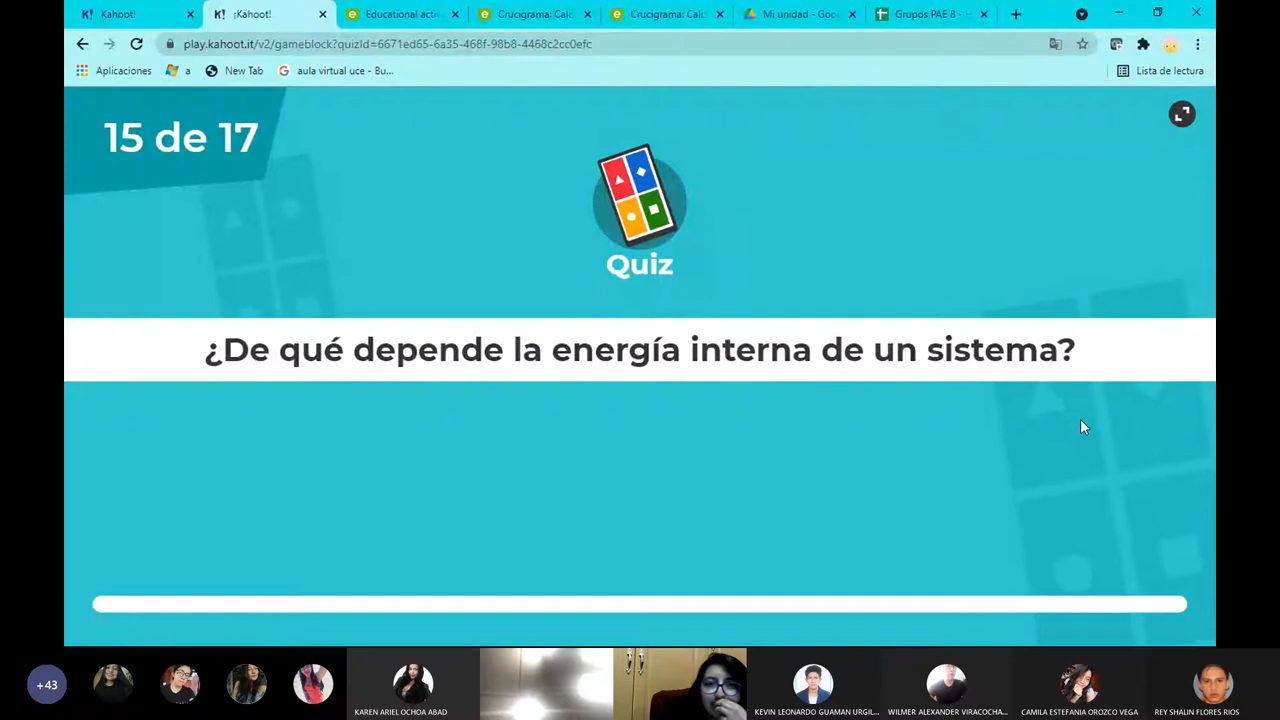 Kahoot!
¡Kahoot!
Educational activ
Crucigrama: Calc
Crucigrama: Calc
Mi unidad - Goo
Grupos PAE 8 - H
play.kahoot.it/v2/gameblock?quizId=6671ed65-6a35-468f-98b8-4468c2cc0efc
Aplicaciones
a
New Tab
aula virtual uce - Bu...
Lista de lectura
15 de 17
Quiz
¿De qué depende la energía interna de un sistema?
+43
KAREN ARIEL OCHOA ABAD
KEVIN LEONARDO GUAMAN URGIL...
WILMER ALEXANDER VIRACOCHA...
CAMILA ESTEFANIA OROZCO VEGA
REY SHALIN FLORES RIOS